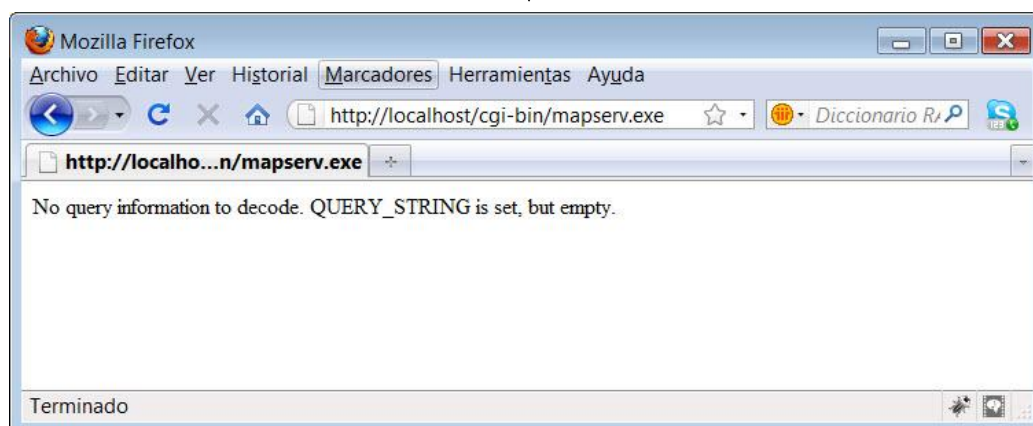 Mozilla Firefox
Archivo Editar Ver Historial Marcadores Herramientas Ayuda
http://localhost/cgi-bin/mapserv.exe Diccionario R
http://localho...n/mapserv.exe
No query information to decode. QUERY_STRING is set, but empty.
Terminado